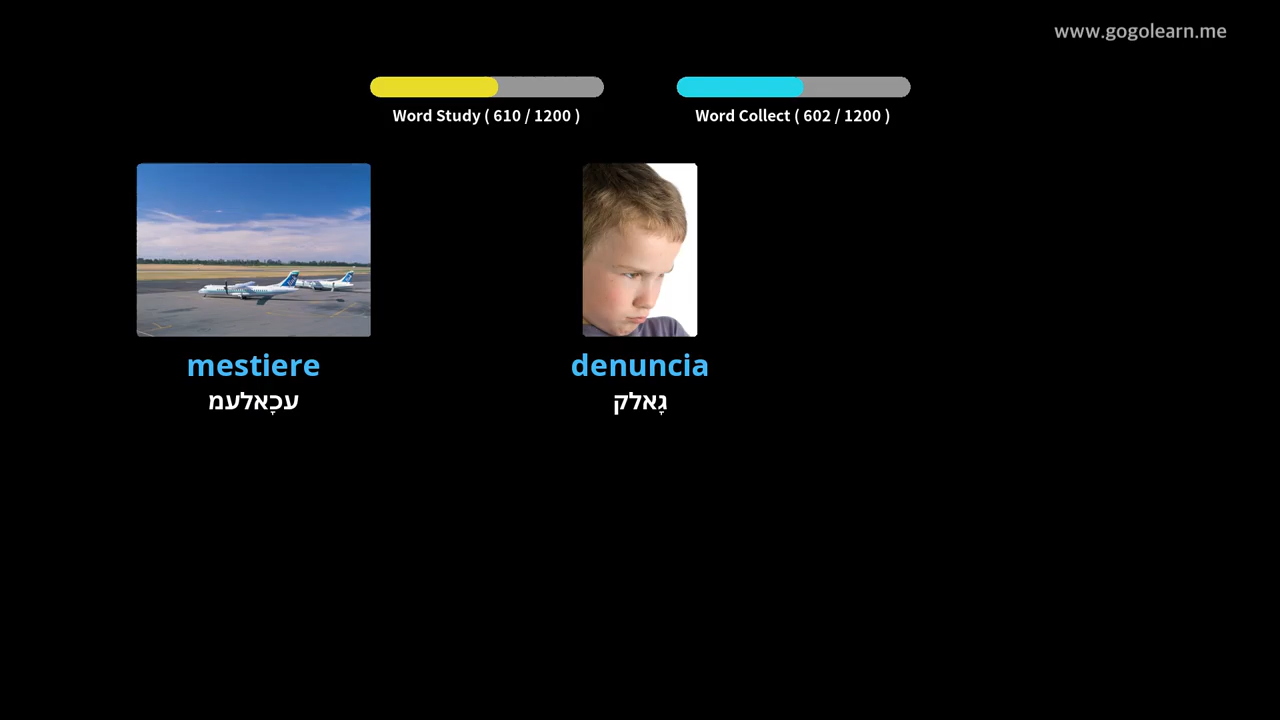 www.gogolearn.me
Word Study ( 610 / 1200 )
Word Collect ( 602 / 1200 )
mestiere
עכָאלעמ
denuncia
גָאלק